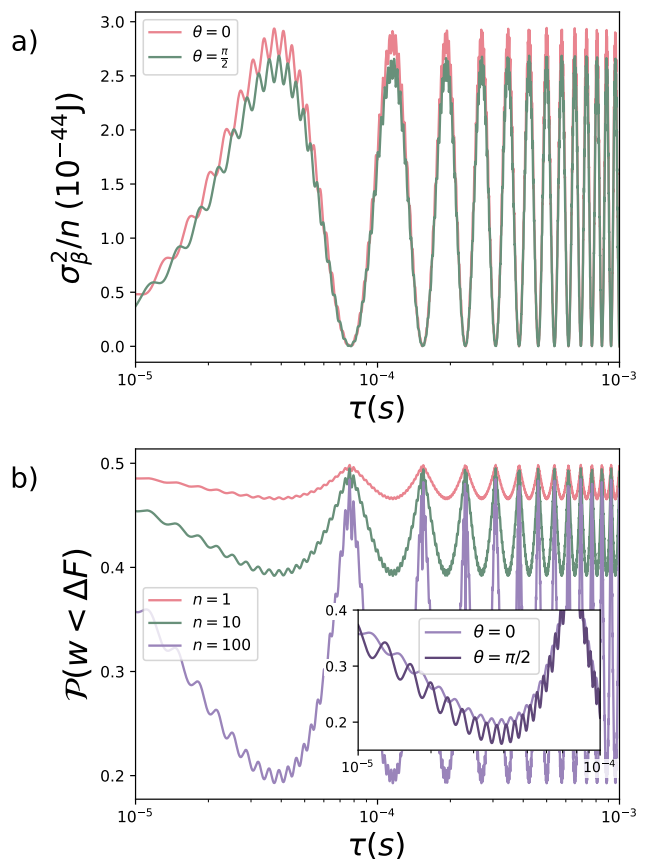 a)
3.0
2.5
2.0
1.5
1.0
0.5
0.0
σ²_β/n (10⁻⁴⁴J)
θ = 0
θ = π/2
10⁻⁵
10⁻⁴
10⁻³
τ(s)
b)
0.5
0.4
0.3
0.2
𝒫(w < ΔF)
n = 1
n = 10
n = 100
0.4
0.3
0.2
θ = 0
θ = π/2
10⁻⁵
10⁻⁴
10⁻⁵
10⁻⁴
10⁻³
τ(s)